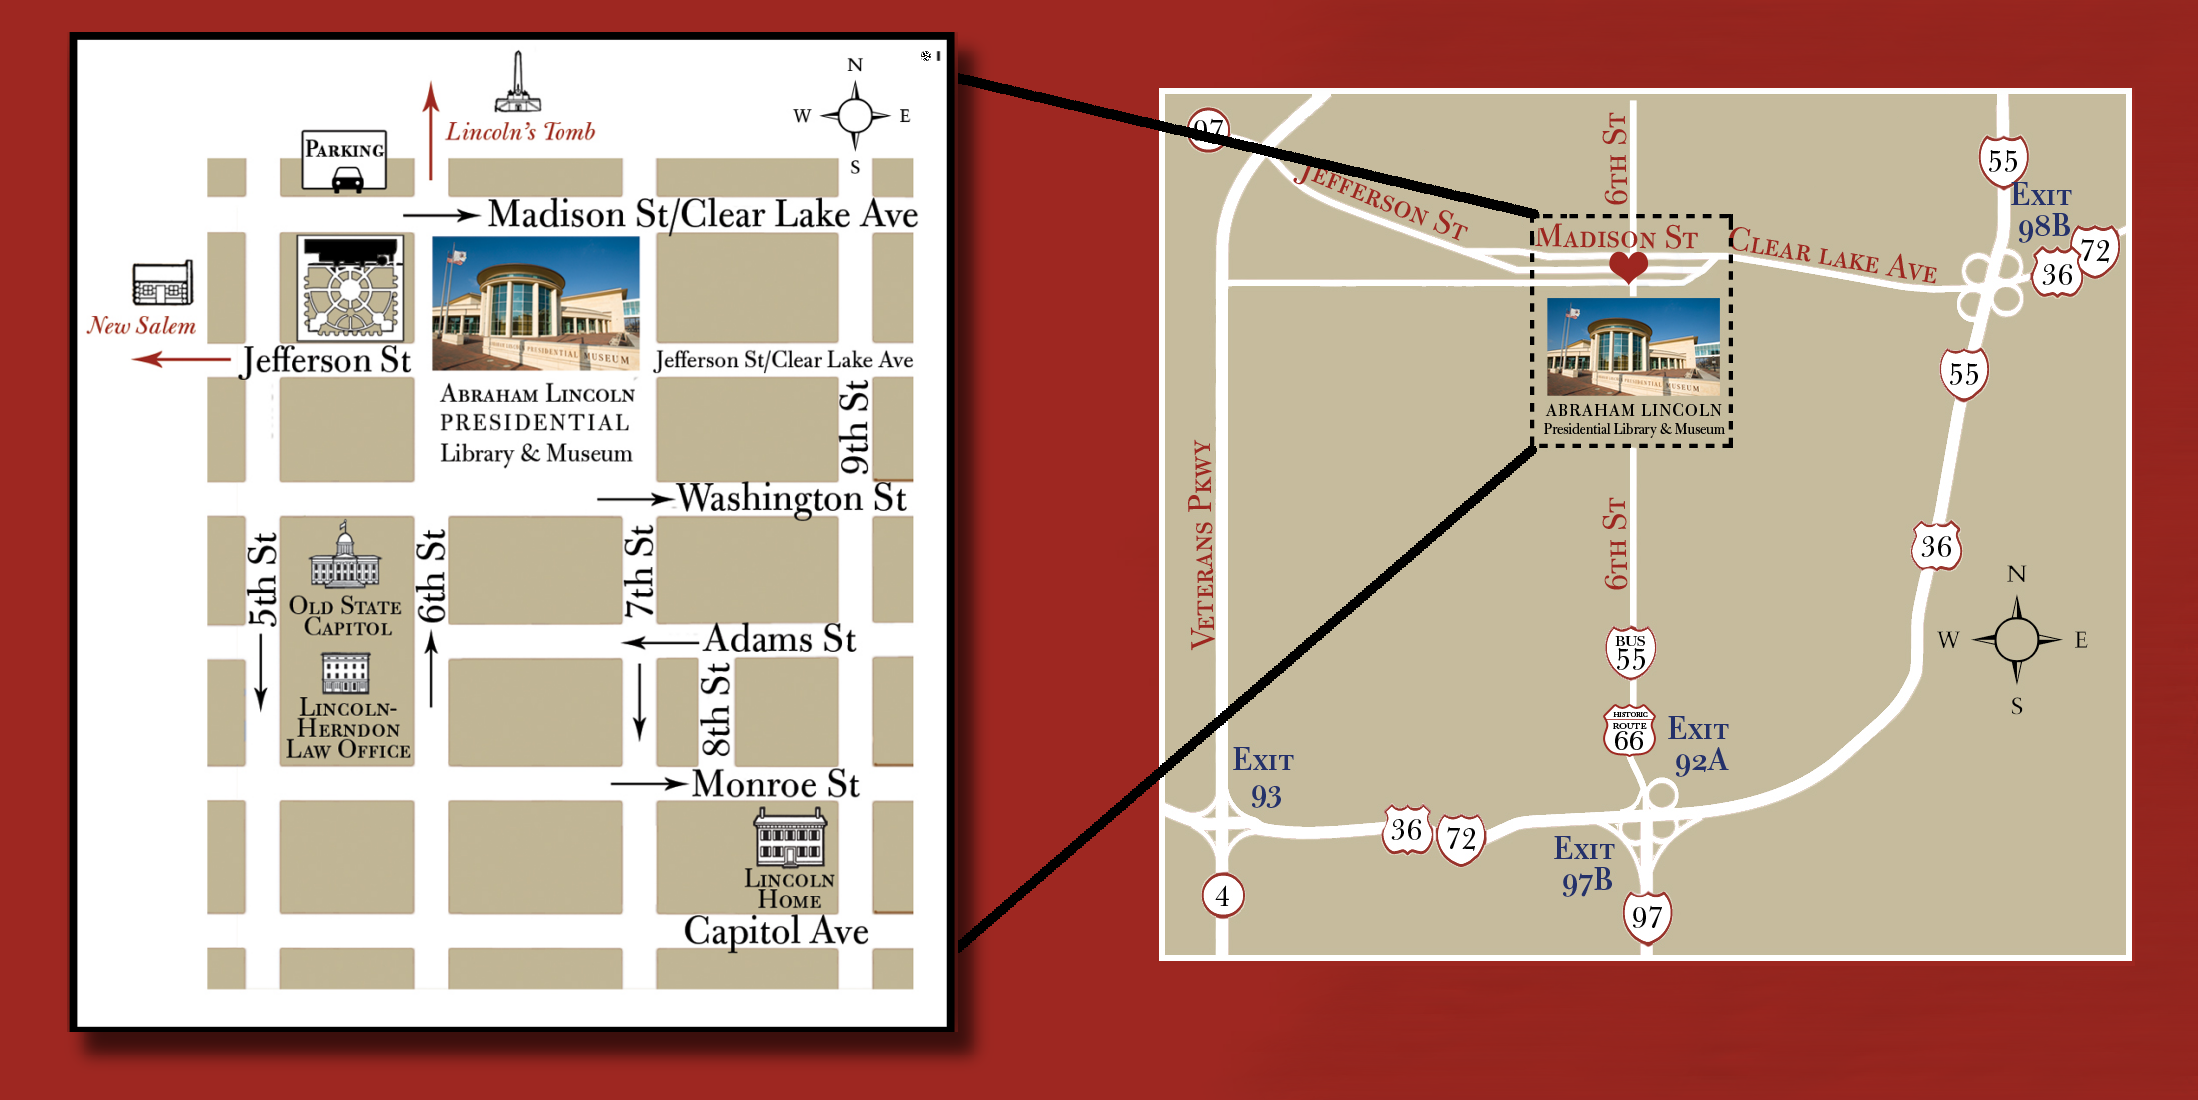 N
W E
S
Lincoln's Tomb
PARKING
Madison St/Clear Lake Ave
New Salem
Jefferson St
Jefferson St/Clear Lake Ave
PRESIDENTIAL MUSEUM
ABRAHAM LINCOLN
PRESIDENTIAL
Library & Museum
9th St
Washington St
5th St
6th St
7th St
OLD STATE
CAPITOL
Adams St
8th St
LINCOLN-
HERNDON
LAW OFFICE
Monroe St
LINCOLN
HOME
Capitol Ave
97
6TH ST
55
EXIT
98B
72
36
JEFFERSON ST
MADISON ST
CLEAR LAKE AVE
PRESIDENTIAL MUSEUM
ABRAHAM LINCOLN
Presidential Library & Museum
55
VETERANS PKWY
6TH ST
36
N
W E
S
BUS
55
HISTORIC
ROUTE
66
EXIT
92A
EXIT
93
36
72
EXIT
97B
4
97